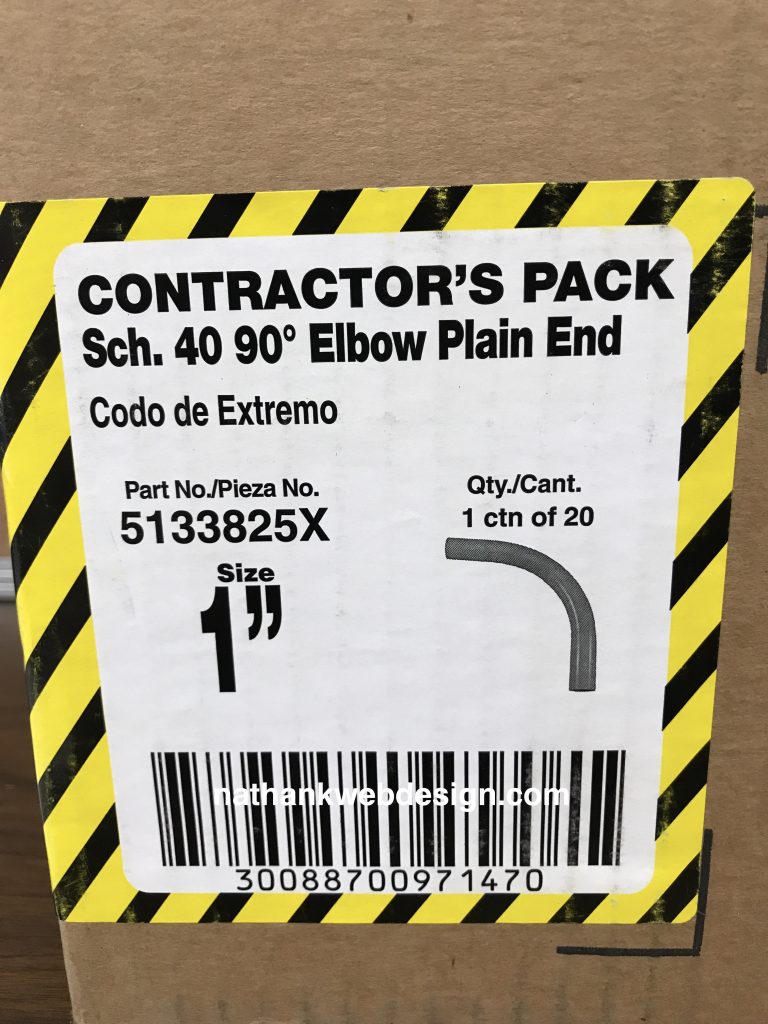 CONTRACTOR'S PACK
Sch. 40 90° Elbow Plain End
Codo de Extremo
Part No./Pieza No.
5133825X
Size
1”
Qty./Cant.
1 ctn of 20
nathankwebdesign.com
30088700971470